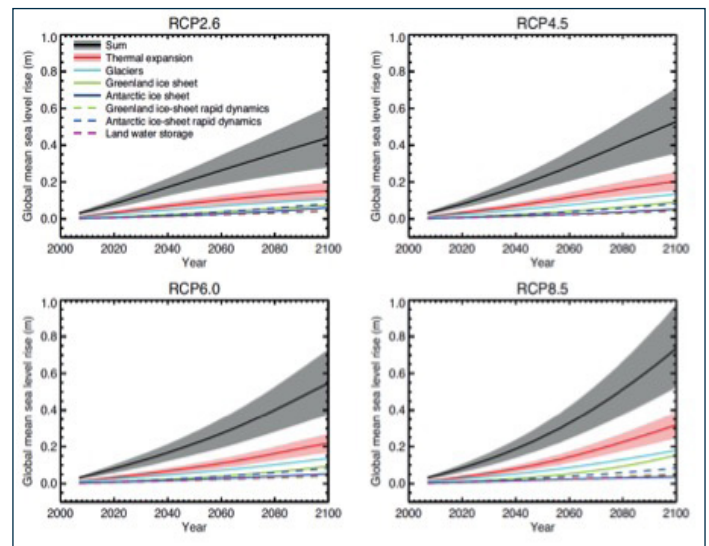 RCP2.6
RCP4.5
Global mean sea level rise (m)
1.0
0.8
0.6
0.4
0.2
0.0
Sum
Thermal expansion
Glaciers
Greenland ice sheet
Antarctic ice sheet
Greenland ice-sheet rapid dynamics
Antarctic ice-sheet rapid dynamics
Land water storage
2000 2020 2040 2060 2080 2100
Year
Global mean sea level rise (m)
1.0
0.8
0.6
0.4
0.2
0.0
2000 2020 2040 2060 2080 2100
Year
RCP6.0
RCP8.5
Global mean sea level rise (m)
1.0
0.8
0.6
0.4
0.2
0.0
2000 2020 2040 2060 2080 2100
Year
Global mean sea level rise (m)
1.0
0.8
0.6
0.4
0.2
0.0
2000 2020 2040 2060 2080 2100
Year